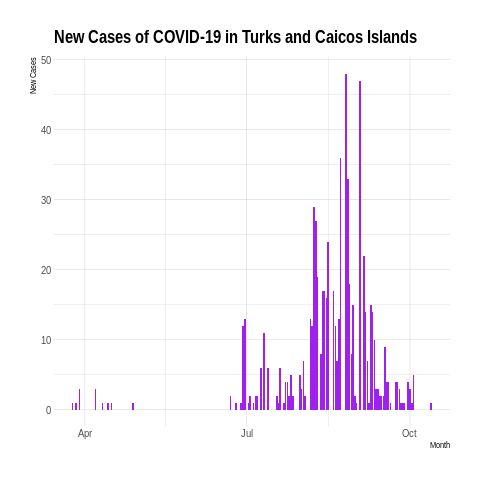 New Cases of COVID-19 in Turks and Caicos Islands
New Cases
50
40
30
20
10
0
Apr
Jul
Oct
Month